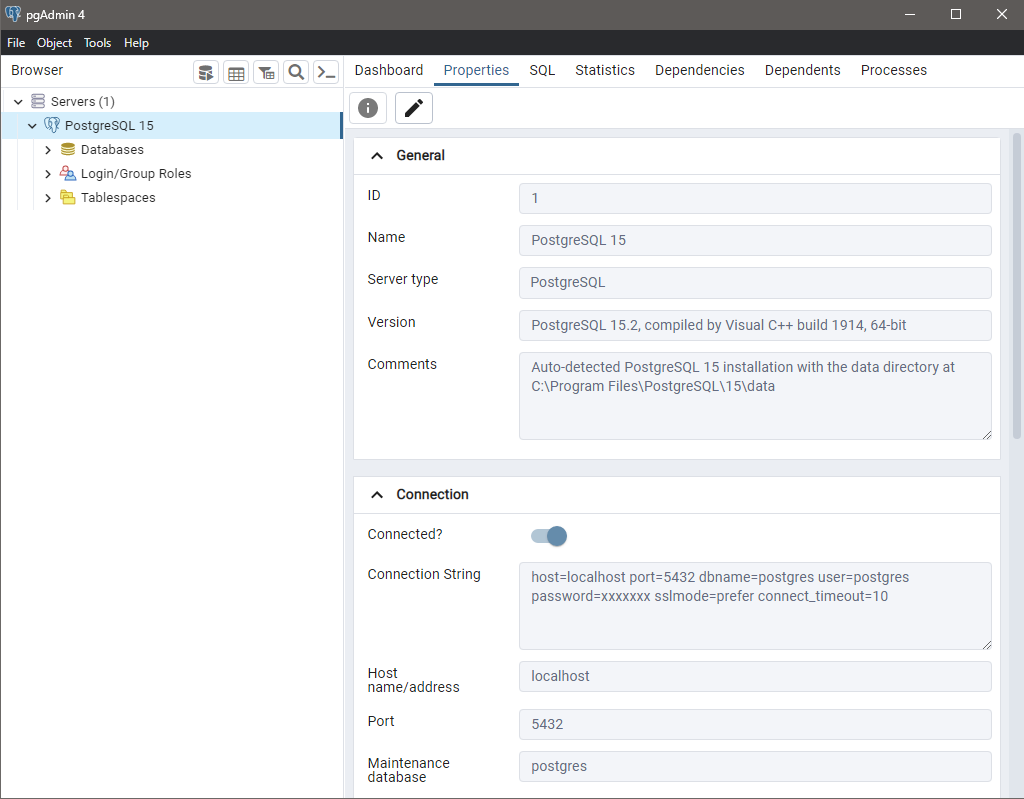 pgAdmin 4
File Object Tools Help
Browser
Dashboard Properties SQL Statistics Dependencies Dependents Processes
Servers (1)
PostgreSQL 15
Databases
Login/Group Roles
Tablespaces
General
ID
1
Name
PostgreSQL 15
Server type
PostgreSQL
Version
PostgreSQL 15.2, compiled by Visual C++ build 1914, 64-bit
Comments
Auto-detected PostgreSQL 15 installation with the data directory at
C:\Program Files\PostgreSQL\15\data
Connection
Connected?
Connection String
host=localhost port=5432 dbname=postgres user=postgres
password=xxxxxxx sslmode=prefer connect_timeout=10
Host
name/address
localhost
Port
5432
Maintenance
database
postgres